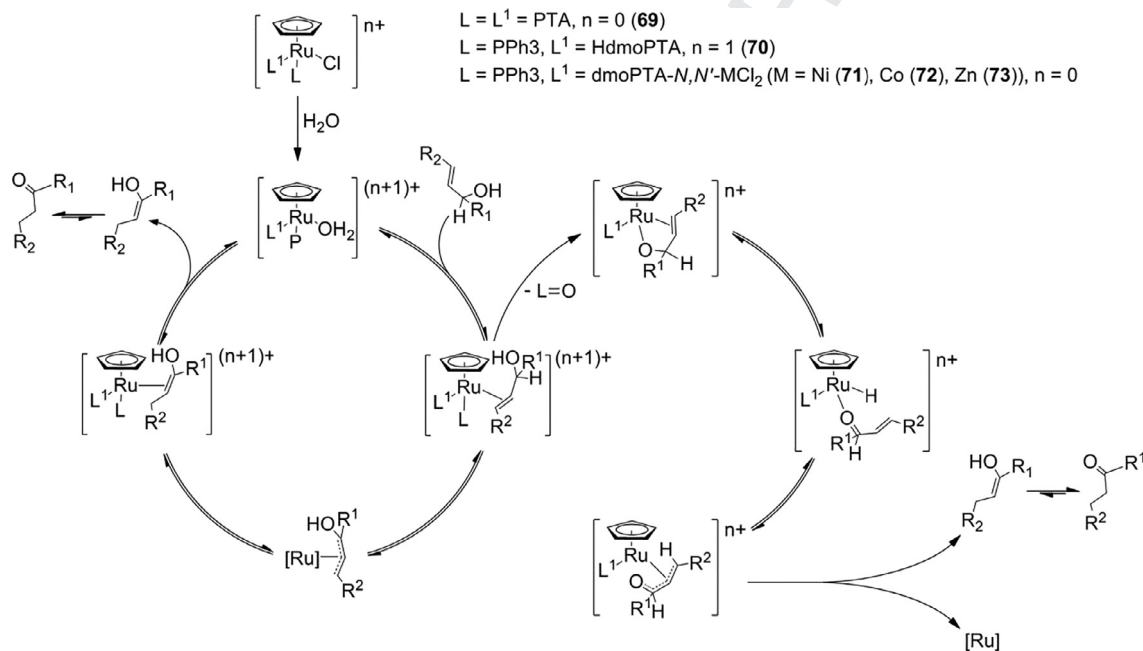 L = L¹ = PTA, n = 0 (69)
L = PPh3, L¹ = HdmoPTA, n = 1 (70)
L = PPh3, L¹ = dmoPTA-N,N'-MCl₂ (M = Ni (71), Co (72), Zn (73)), n = 0
n+
Ru
L¹
Cl
L
H₂O
O
R₁
R₂
HO
R₁
R₂
(n+1)+
Ru
L¹
OH₂
P
R₂
OH
H
R₁
n+
R²
Ru
L¹
O
R¹
H
- L=O
(n+1)+
HO
R¹
Ru
L¹
L
R²
(n+1)+
HO
R¹
H
Ru
L¹
L
R²
n+
Ru
H
L¹
O
R¹
H
R²
HO
R¹
[Ru]
R²
n+
Ru
H
R²
L¹
O
R¹
H
HO
R₁
R₂
O
R¹
R²
[Ru]